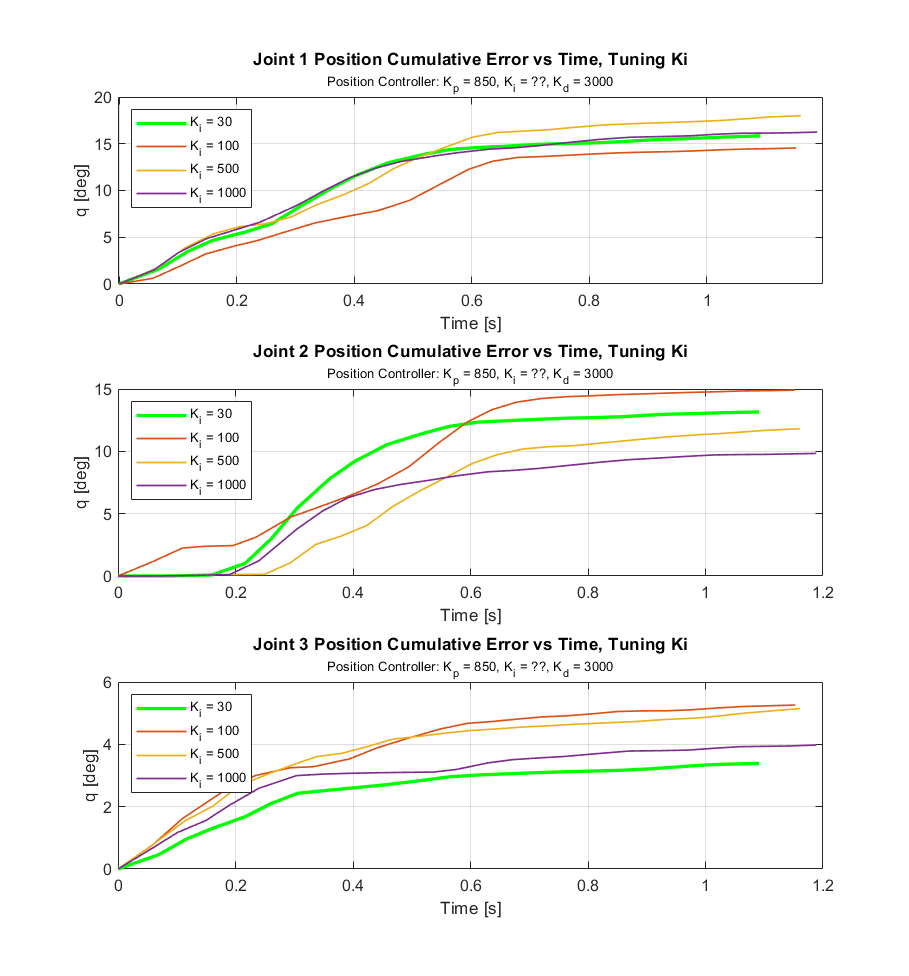 Joint 1 Position Cumulative Error vs Time, Tuning Ki
Position Controller: Kp = 850, Ki = ??, Kd = 3000
20
15
10
5
0
q [deg]
Ki = 30
Ki = 100
Ki = 500
Ki = 1000
0 0.2 0.4 0.6 0.8 1
Time [s]
Joint 2 Position Cumulative Error vs Time, Tuning Ki
Position Controller: Kp = 850, Ki = ??, Kd = 3000
15
10
5
0
q [deg]
Ki = 30
Ki = 100
Ki = 500
Ki = 1000
0 0.2 0.4 0.6 0.8 1 1.2
Time [s]
Joint 3 Position Cumulative Error vs Time, Tuning Ki
Position Controller: Kp = 850, Ki = ??, Kd = 3000
6
4
2
0
q [deg]
Ki = 30
Ki = 100
Ki = 500
Ki = 1000
0 0.2 0.4 0.6 0.8 1 1.2
Time [s]